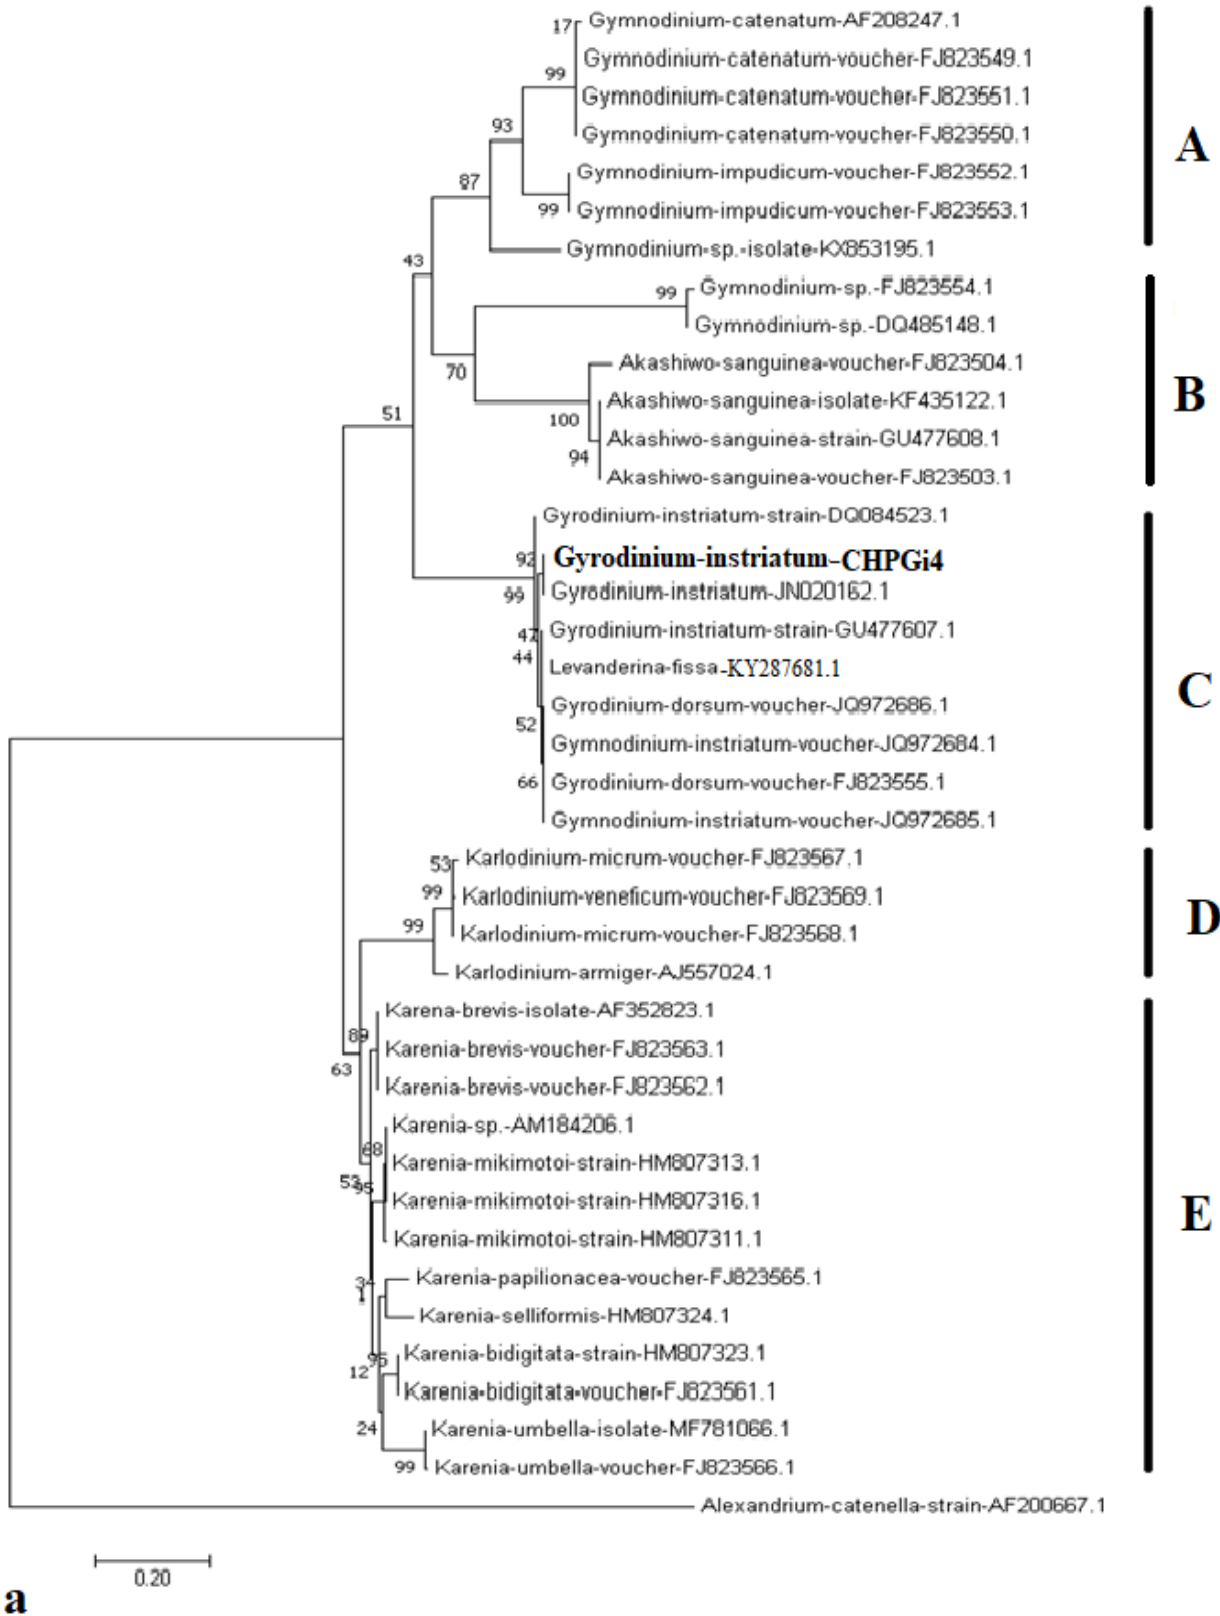 17 Gymnodinium-catenatum-AF208247.1
Gymnodinium-catenatum-voucher-FJ823549.1
99
Gymnodinium-catenatum-voucher-FJ823551.1
93
Gymnodinium-catenatum-voucher-FJ823550.1
A
Gymnodinium-impudicum-voucher-FJ823552.1
87
99 Gymnodinium-impudicum-voucher-FJ823553.1
Gymnodinium-sp.-isolate-KX853195.1
43
99 Gymnodinium-sp.-FJ823554.1
Gymnodinium-sp.-DQ485148.1
70
Akashiwo-sanguinea-voucher-FJ823504.1
B
Akashiwo-sanguinea-isolate-KF435122.1
51
100
Akashiwo-sanguinea-strain-GU477608.1
94
Akashiwo-sanguinea-voucher-FJ823503.1
Gyrodinium-instriatum-strain-DQ084523.1
92 Gyrodinium-instriatum-CHPGi4
99 Gyrodinium-instriatum-JN020162.1
47 Gyrodinium-instriatum-strain-GU477607.1
44 Levanderina-fissa-KY287681.1
C
Gyrodinium-dorsum-voucher-JQ972686.1
52
Gymnodinium-instriatum-voucher-JQ972684.1
66 Gyrodinium-dorsum-voucher-FJ823555.1
Gymnodinium-instriatum-voucher-JQ972685.1
53 Karlodinium-micrum-voucher-FJ823567.1
99 Karlodinium-veneficum-voucher-FJ823569.1
D
99 Karlodinium-micrum-voucher-FJ823568.1
Karlodinium-armiger-AJ557024.1
Karena-brevis-isolate-AF352823.1
89 Karenia-brevis-voucher-FJ823563.1
63 Karenia-brevis-voucher-FJ823562.1
Karenia-sp.-AM184206.1
68 Karenia-mikimotoi-strain-HM807313.1
53 95 Karenia-mikimotoi-strain-HM807316.1
E
Karenia-mikimotoi-strain-HM807311.1
34 Karenia-papilionacea-voucher-FJ823565.1
1
Karenia-selliformis-HM807324.1
95 Karenia-bidigitata-strain-HM807323.1
12
Karenia-bidigitata-voucher-FJ823561.1
24 Karenia-umbella-isolate-MF781066.1
99 Karenia-umbella-voucher-FJ823566.1
Alexandrium-catenella-strain-AF200667.1
0.20
a